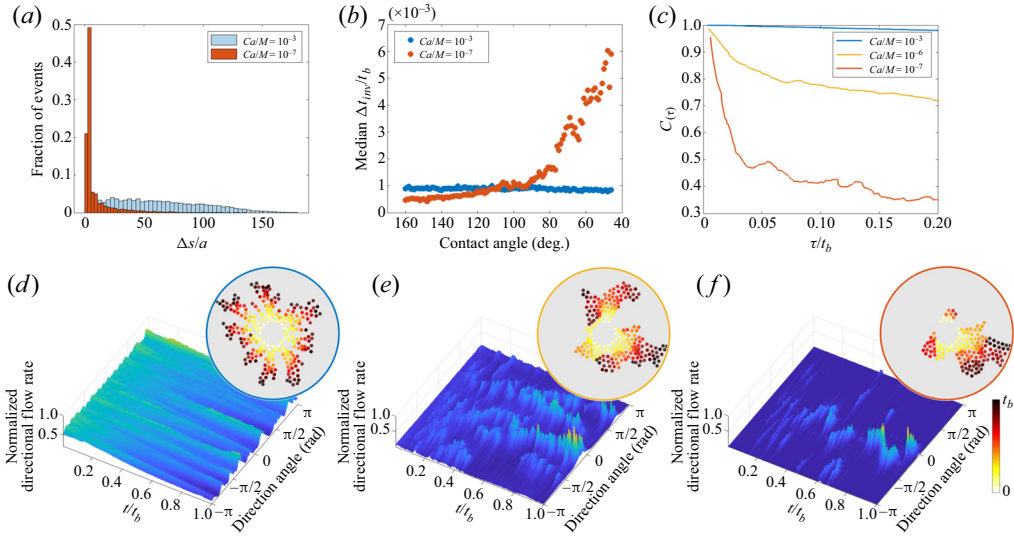 (a)
Fraction of events
0.5
0.4
0.3
0.2
0.1
0
0
50
100
150
Δs/a
Ca/M = 10⁻³
Ca/M = 10⁻⁷
(b)
(×10⁻³)
Median Δt_inv/t_b
7
6
5
4
3
2
1
0
160
140
120
100
80
60
40
Contact angle (deg.)
Ca/M = 10⁻³
Ca/M = 10⁻⁷
(c)
C(τ)
1.0
0.9
0.8
0.7
0.6
0.5
0.4
0.3
0
0.05
0.10
0.15
0.20
τ/t_b
Ca/M = 10⁻³
Ca/M = 10⁻⁶
Ca/M = 10⁻⁷
(d)
Normalized
directional flow rate
1.0
0.5
0.2
0.4
0.6
0.8
1.0
t/t_b
−π
−π/2
0
π/2
π
Direction angle (rad)
(e)
Normalized
directional flow rate
1.0
0.5
0.2
0.4
0.6
0.8
1.0
t/t_b
−π
−π/2
0
π/2
π
Direction angle (rad)
(f)
Normalized
directional flow rate
1.0
0.5
0.2
0.4
0.6
0.8
1.0
t/t_b
−π
−π/2
0
π/2
π
Direction angle (rad)
t_b
0